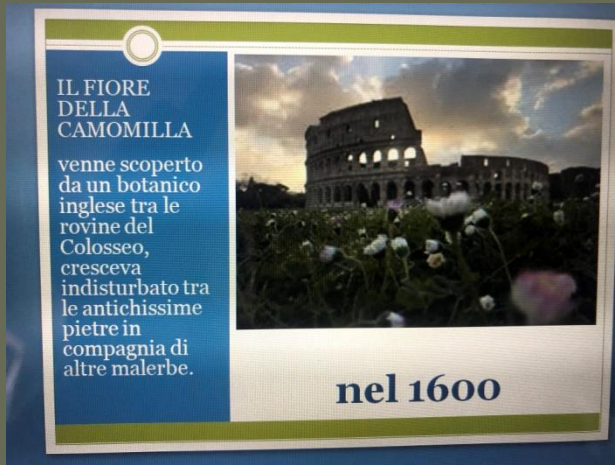 IL FIORE
DELLA
CAMOMILLA
venne scoperto
da un botanico
inglese tra le
rovine del
Colosseo,
cresceva
indisturbato tra
le antichissime
pietre in
compagnia di
altre malerbe.
nel 1600